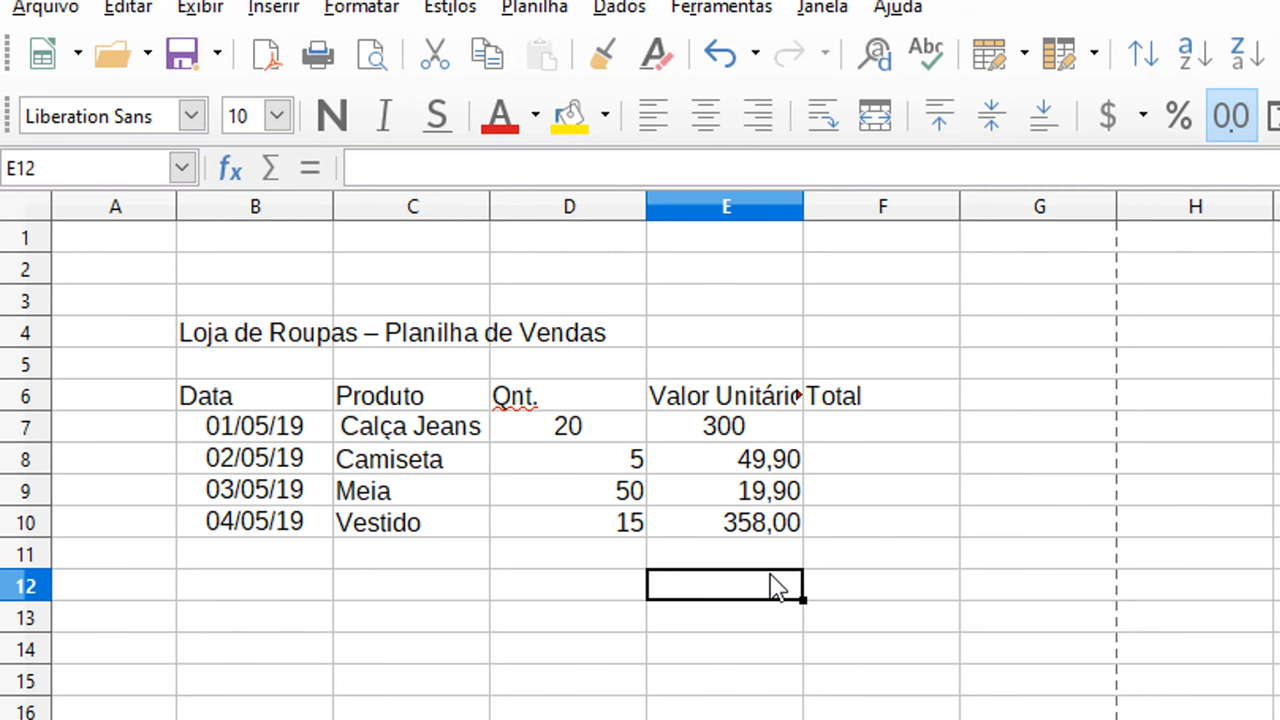 Arquivo Editar Exibir Inserir Formatar Estilos Planilha Dados Ferramentas Janela Ajuda
Abc a z Z a
Liberation Sans 10 N I S A $ % 00
E12 fx Σ =
A B C D E F G H
1
2
3
4 Loja de Roupas – Planilha de Vendas
5
6 Data Produto Qnt. Valor Unitário Total
7 01/05/19 Calça Jeans 20 300
8 02/05/19 Camiseta 5 49,90
9 03/05/19 Meia 50 19,90
10 04/05/19 Vestido 15 358,00
11
12
13
14
15
16